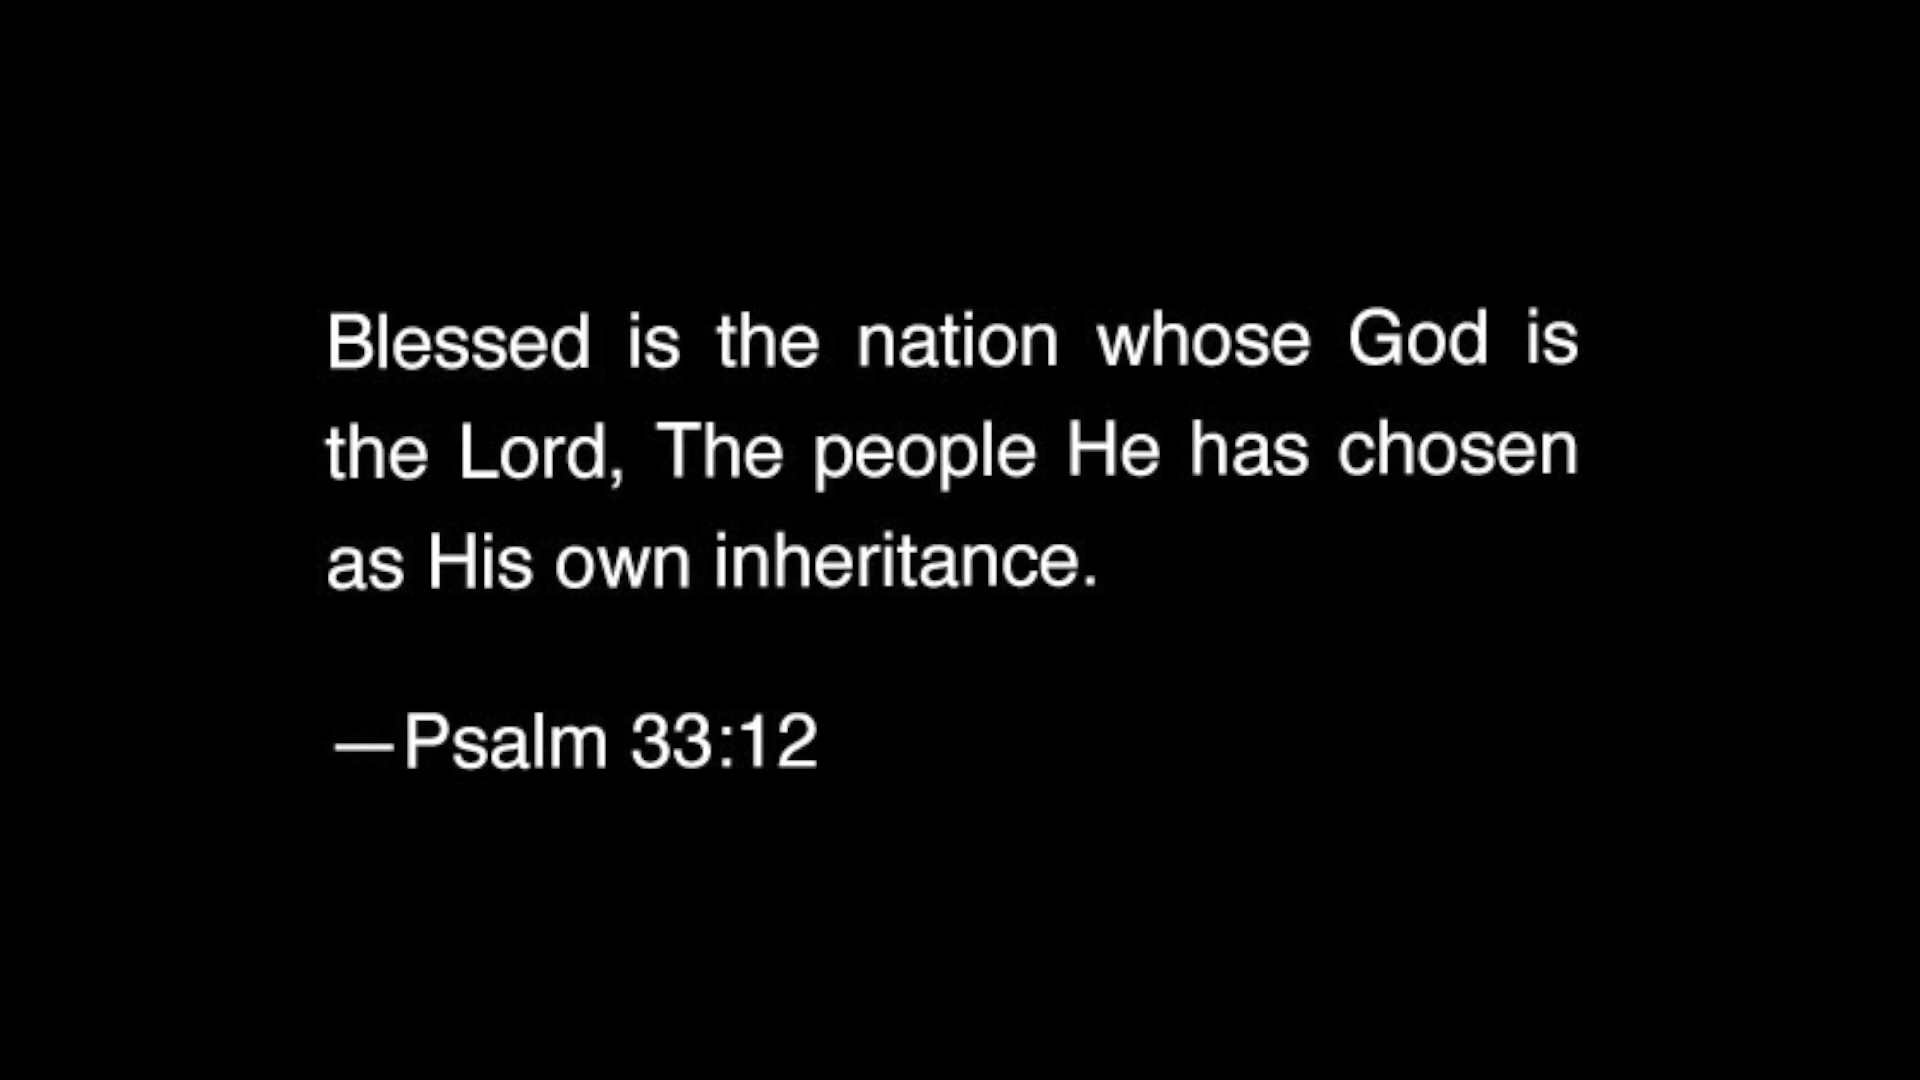 Blessed is the nation whose God is
the Lord, The people He has chosen
as His own inheritance.
—Psalm 33:12